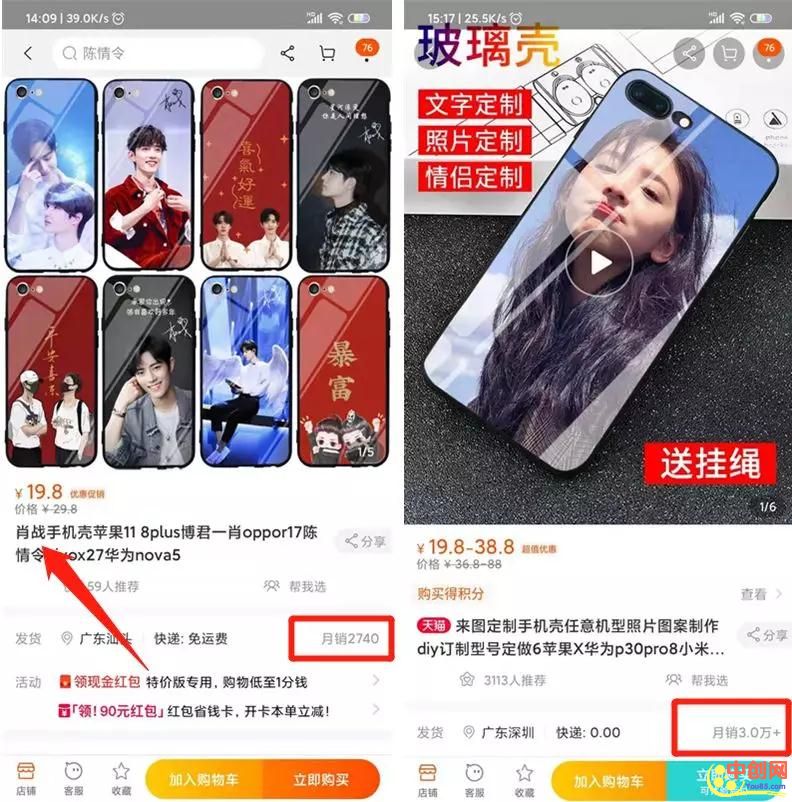 14:09 | 39.0K/s
76
陈情令
星河滚烫
你是人间理想
喜氣好運
平安喜乐
暴富
1/5
¥19.8 优惠促销
价格 ¥29.8
肖战手机壳苹果11 8plus博君一肖oppor17陈
分享
华为nova5
59人推荐
帮我选
发货
广东汕头
快递: 免运费
月销2740
活动
领现金红包 特价版专用，购物低至1分钱
「领!90元红包」红包省钱卡，开卡本单立减!
店铺
客服
收藏
加入购物车
立即购买
15:17 | 25.5K/s
76
玻璃壳
文字定制
照片定制
情侣定制
送挂绳
1/6
¥19.8-38.8 超值优惠
价格 ¥36.8-88
购买得积分
查看
天猫 来图定制手机壳任意机型照片图案制作
diy订制型号定做6苹果X华为p30pro8小米...
分享
3113人推荐
帮我选
发货
广东深圳
快递: 0.00
月销3.0万+
店铺
客服
收藏
加入购物车
中创网
You85.com